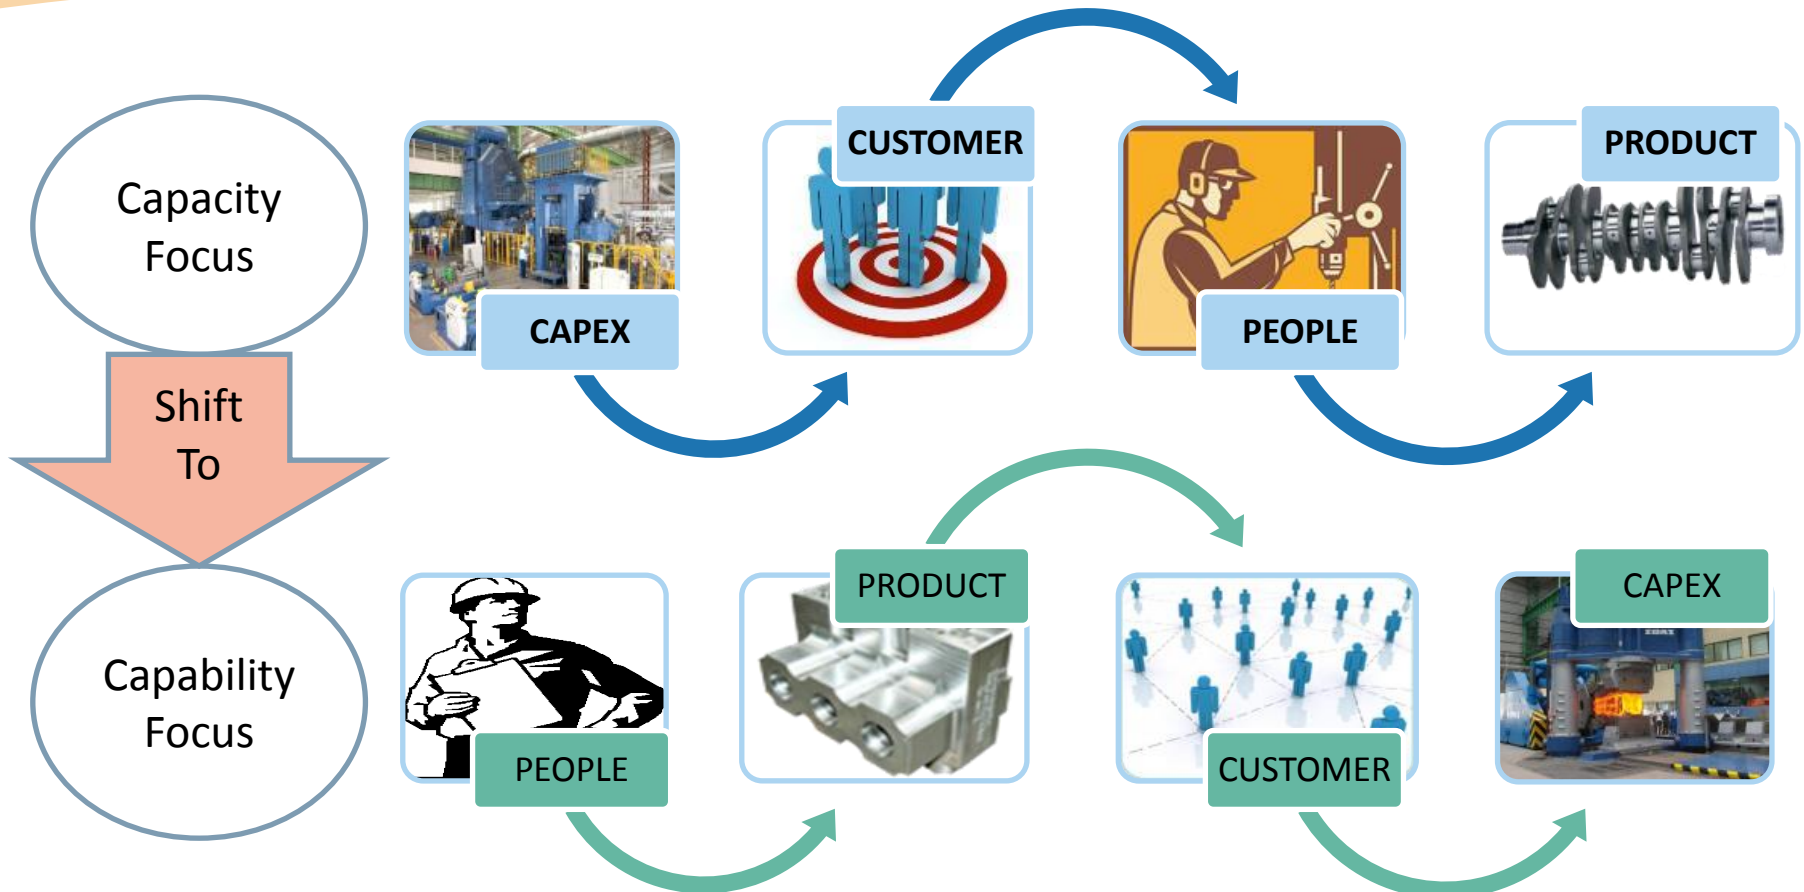 Capacity
Focus
CAPEX
CUSTOMER
PEOPLE
PRODUCT
Shift
To
Capability
Focus
PEOPLE
PRODUCT
CUSTOMER
CAPEX